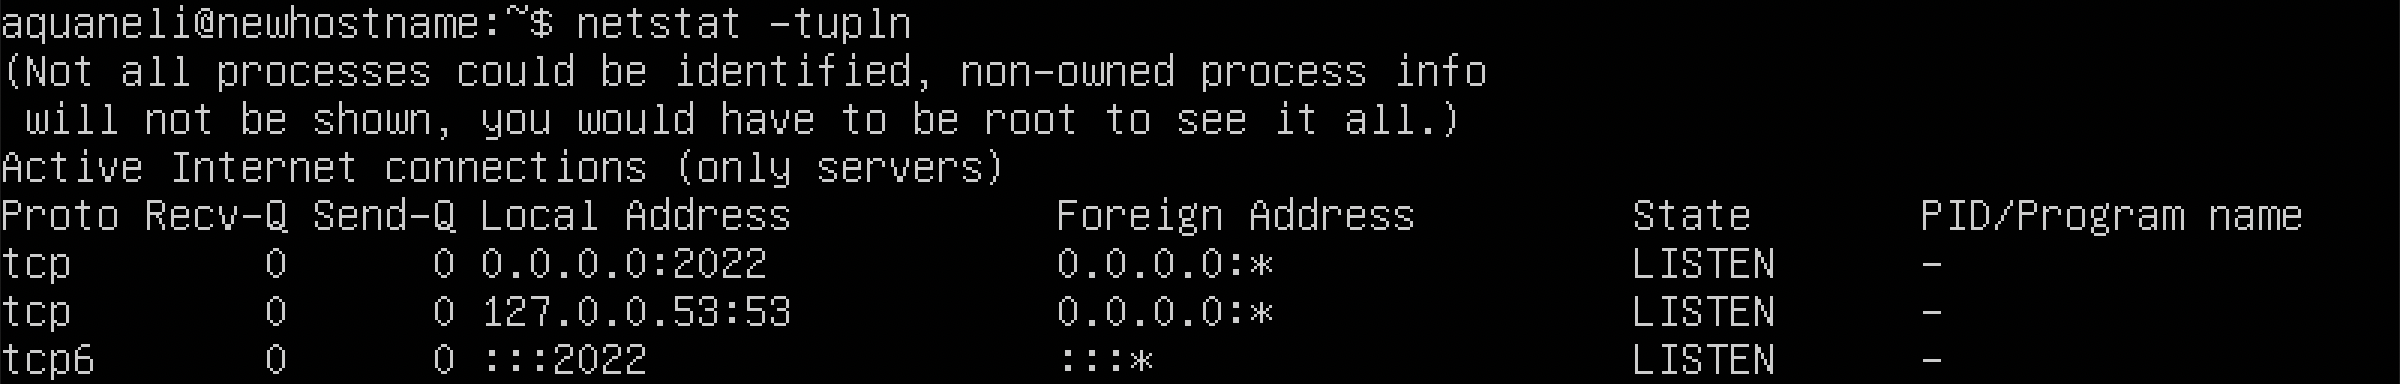 aquaneli@newhostname:~$ netstat -tupln
(Not all processes could be identified, non-owned process info
 will not be shown, you would have to be root to see it all.)
Active Internet connections (only servers)
Proto Recv-Q Send-Q Local Address           Foreign Address         State       PID/Program name
tcp        0      0 0.0.0.0:2022            0.0.0.0:*               LISTEN      -
tcp        0      0 127.0.0.53:53           0.0.0.0:*               LISTEN      -
tcp6       0      0 :::2022                 :::*                    LISTEN      -